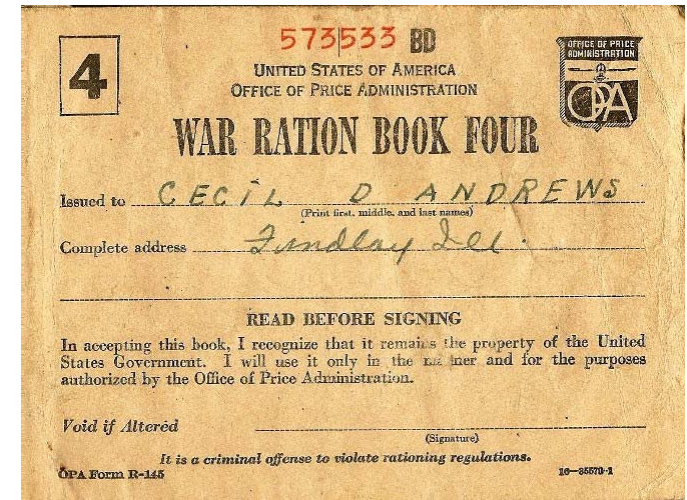 573533 BD
4
OFFICE OF PRICE
ADMINISTRATION
OPA
UNITED STATES OF AMERICA
OFFICE OF PRICE ADMINISTRATION
WAR RATION BOOK FOUR
Issued to CECIL D ANDREWS
(Print first, middle, and last names)
Complete address Findlay Ill.
READ BEFORE SIGNING
In accepting this book, I recognize that it remains the property of the United
States Government. I will use it only in the manner and for the purposes
authorized by the Office of Price Administration.
Void if Altered
(Signature)
It is a criminal offense to violate rationing regulations.
OPA Form R-145
16—35570-1